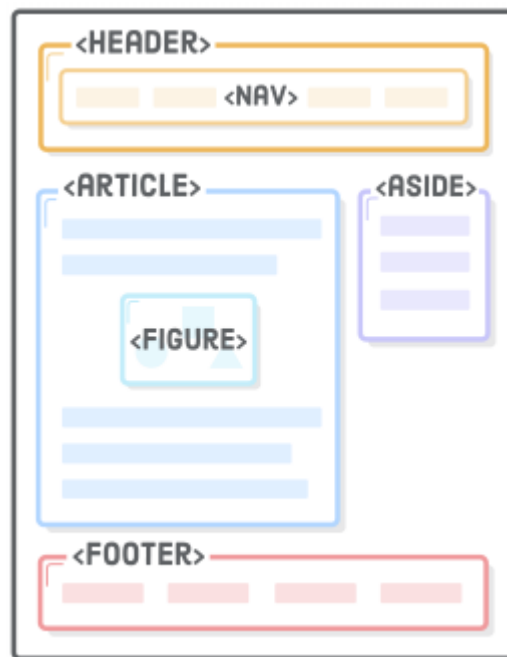 <HEADER>
<NAV>
<ARTICLE> <ASIDE>
<FIGURE>
<FOOTER>